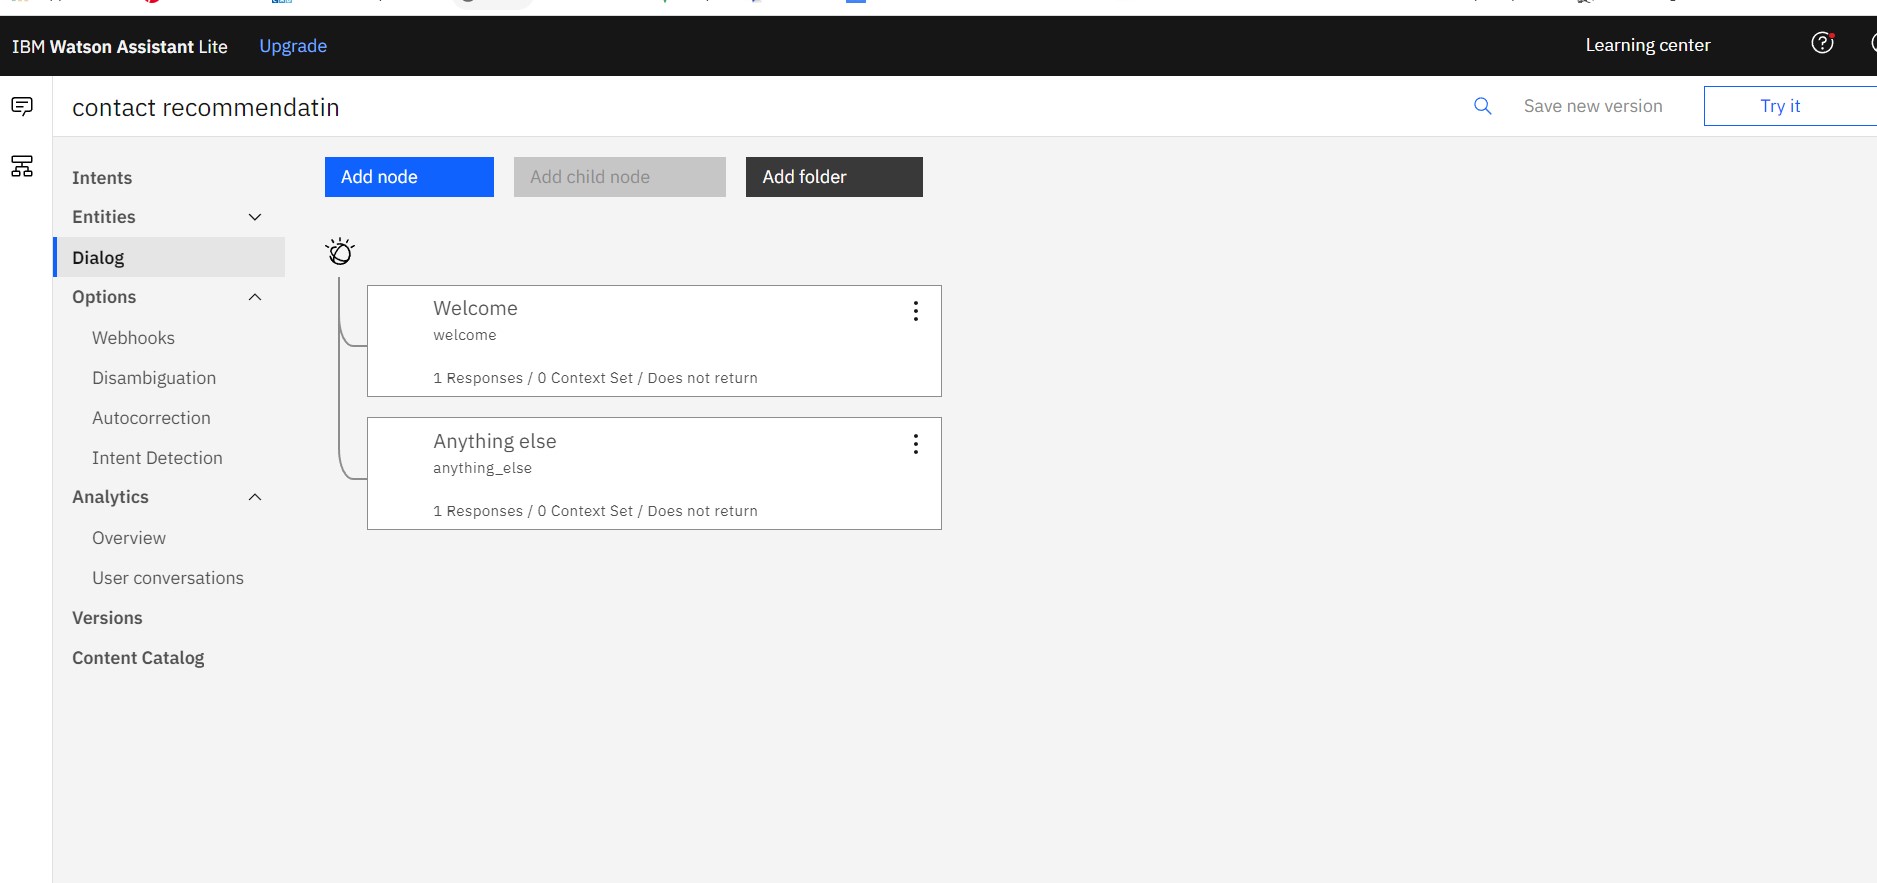 IBM Watson Assistant Lite
Upgrade
Learning center
contact recommendatin
Save new version
Try it
Intents
Entities
Dialog
Options
Webhooks
Disambiguation
Autocorrection
Intent Detection
Analytics
Overview
User conversations
Versions
Content Catalog
Add node
Add child node
Add folder
Welcome
welcome
1 Responses / 0 Context Set / Does not return
Anything else
anything_else
1 Responses / 0 Context Set / Does not return